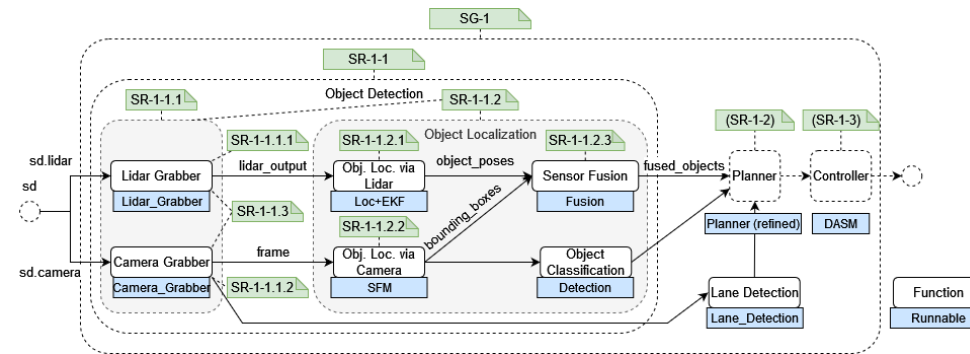 SG-1
SR-1-1
Object Detection
SR-1-1.1
SR-1-1.2
Object Localization
(SR-1-2)
(SR-1-3)
sd.lidar
sd
sd.camera
SR-1-1.1.1
SR-1-1.2.1
SR-1-1.2.3
Lidar Grabber
Lidar_Grabber
lidar_output
Obj. Loc. via
Lidar
Loc+EKF
object_poses
Sensor Fusion
Fusion
fused_objects
Planner
Planner (refined)
Controller
DASM
SR-1-1.3
SR-1-1.2.2
bounding_boxes
Camera Grabber
Camera_Grabber
frame
Obj. Loc. via
Camera
SFM
Object
Classification
Detection
SR-1-1.1.2
Lane Detection
Lane_Detection
Function
Runnable